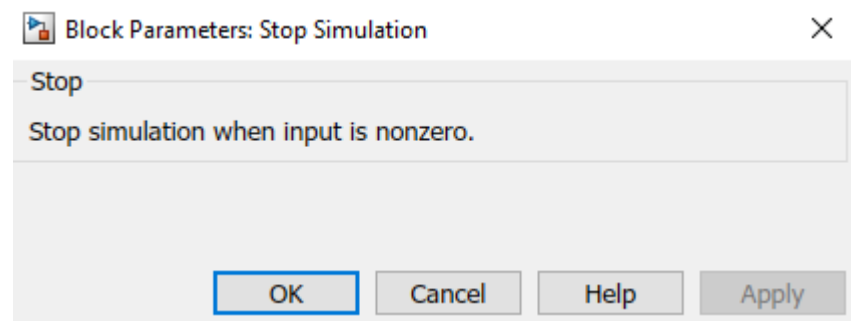 Block Parameters: Stop Simulation
Stop
Stop simulation when input is nonzero.
OK Cancel Help Apply